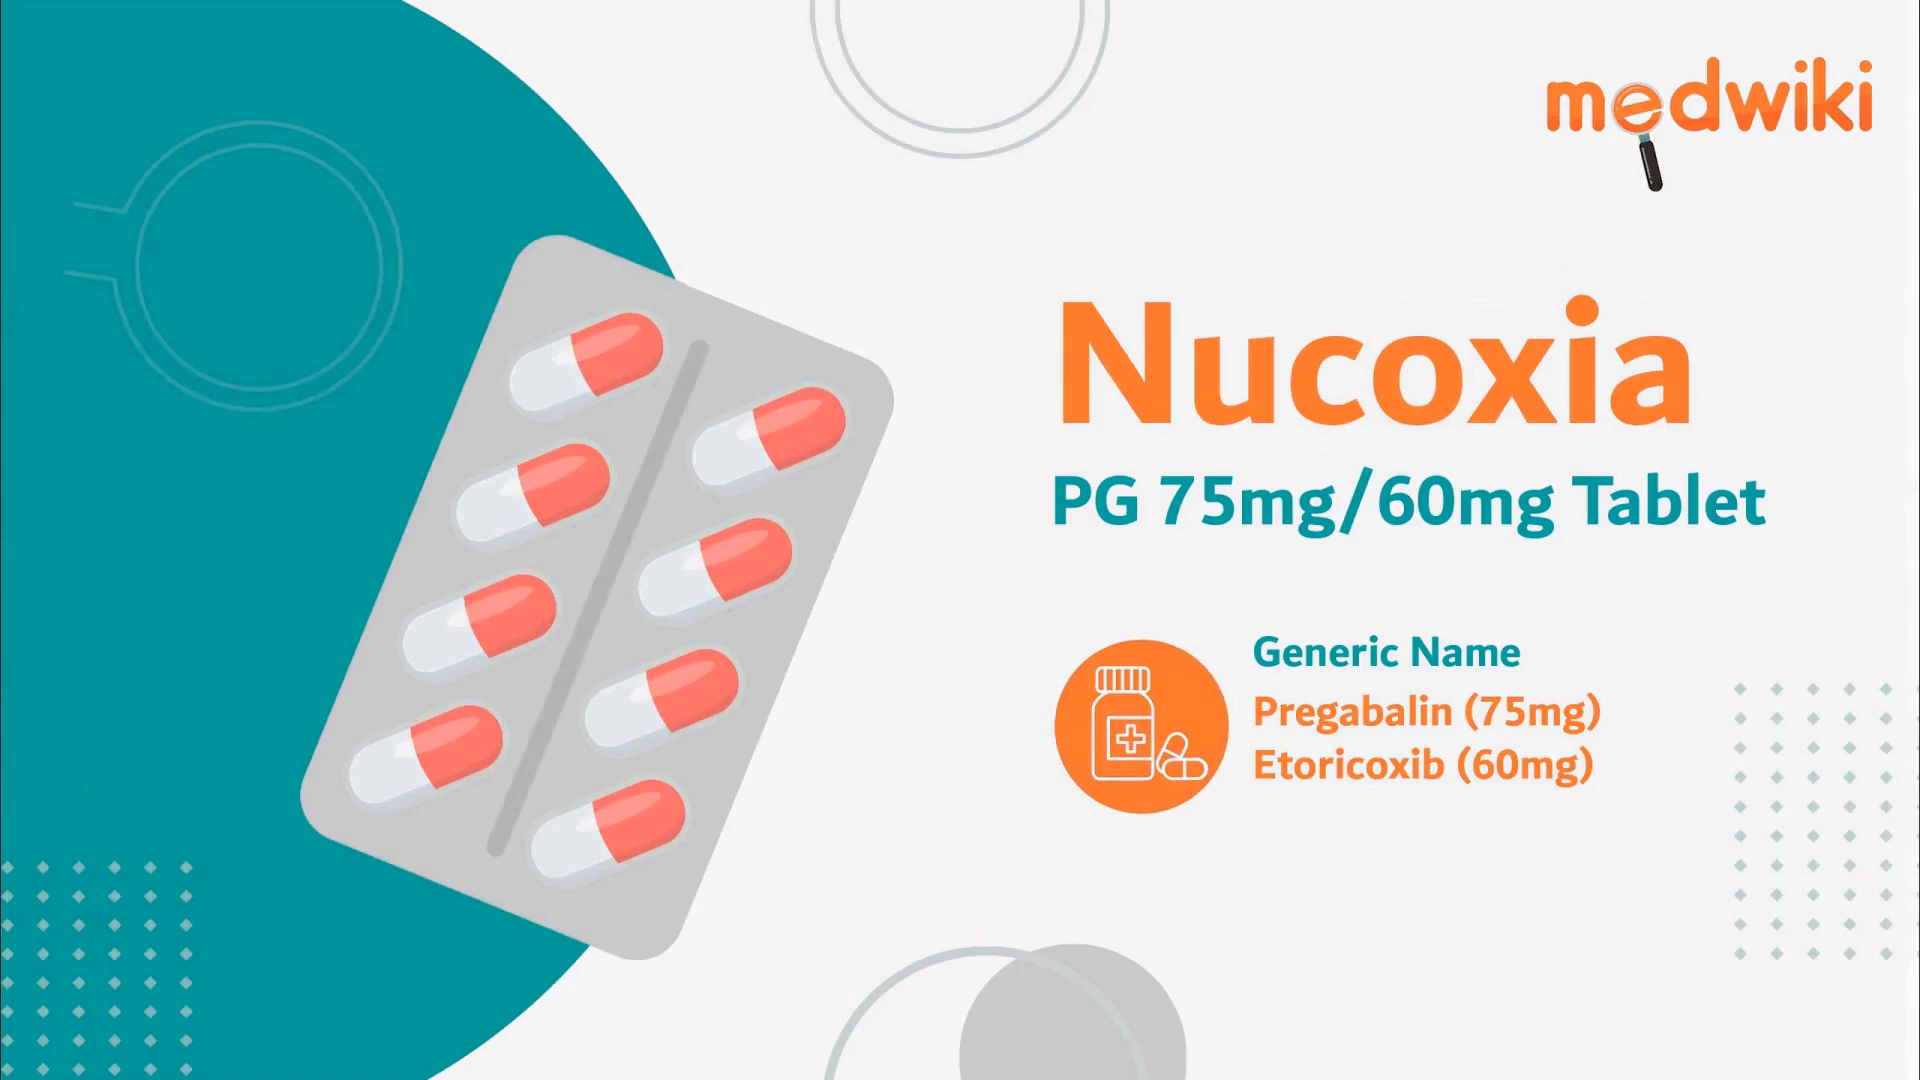 medwiki
Nucoxia
PG 75mg/60mg Tablet
Generic Name
Pregabalin (75mg)
Etoricoxib (60mg)